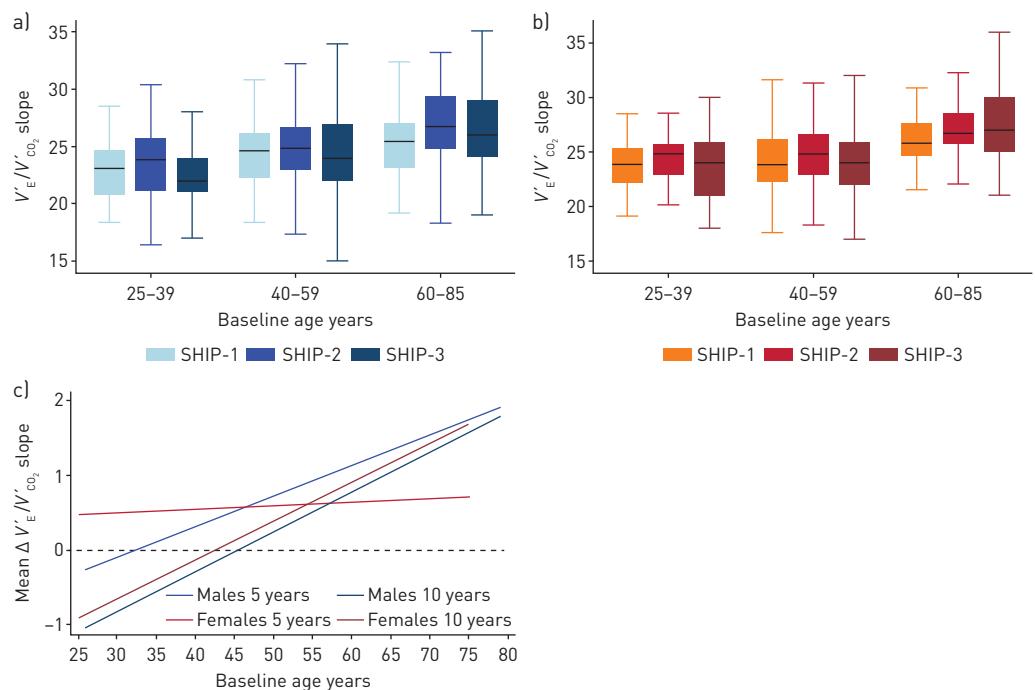 a)
V′E/V′CO2 slope
35
30
25
20
15
25–39 40–59 60–85
Baseline age years
SHIP-1 SHIP-2 SHIP-3
b)
V′E/V′CO2 slope
35
30
25
20
15
25–39 40–59 60–85
Baseline age years
SHIP-1 SHIP-2 SHIP-3
c)
Mean Δ V′E/V′CO2 slope
2
1
0
–1
Males 5 years Males 10 years
Females 5 years Females 10 years
25 30 35 40 45 50 55 60 65 70 75 80
Baseline age years